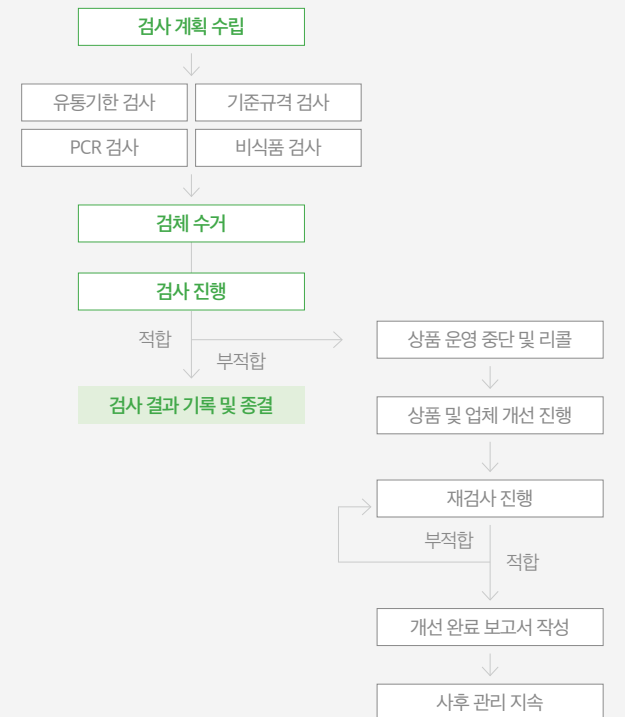 검사 계획 수립
유통기한 검사
기준규격 검사
PCR 검사
비식품 검사
검체 수거
검사 진행
적합
부적합
검사 결과 기록 및 종결
상품 운영 중단 및 리콜
상품 및 업체 개선 진행
재검사 진행
부적합
적합
개선 완료 보고서 작성
사후 관리 지속